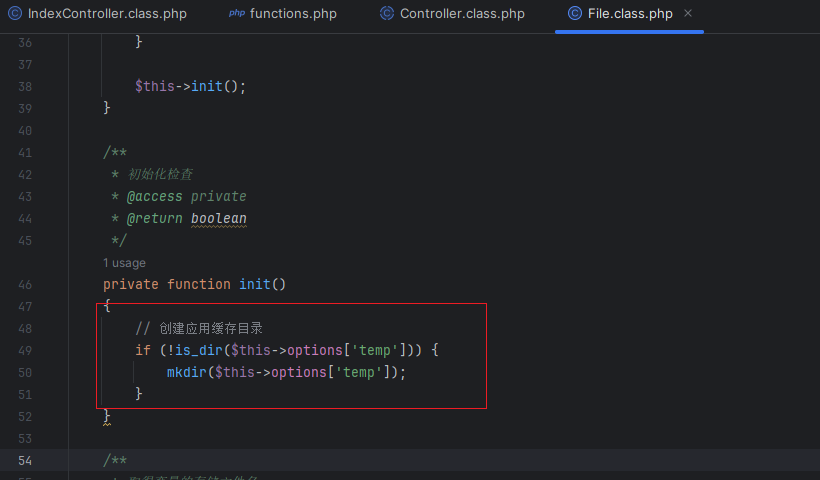 IndexController.class.php functions.php Controller.class.php File.class.php
36 }
37
38 $this->init();
39 }
40
41 /**
42 * 初始化检查
43 * @access private
44 * @return boolean
45 */
1 usage
46 private function init()
47 {
48 // 创建应用缓存目录
49 if (!is_dir($this->options['temp'])) {
50 mkdir($this->options['temp']);
51 }
52 }
53
54 /**